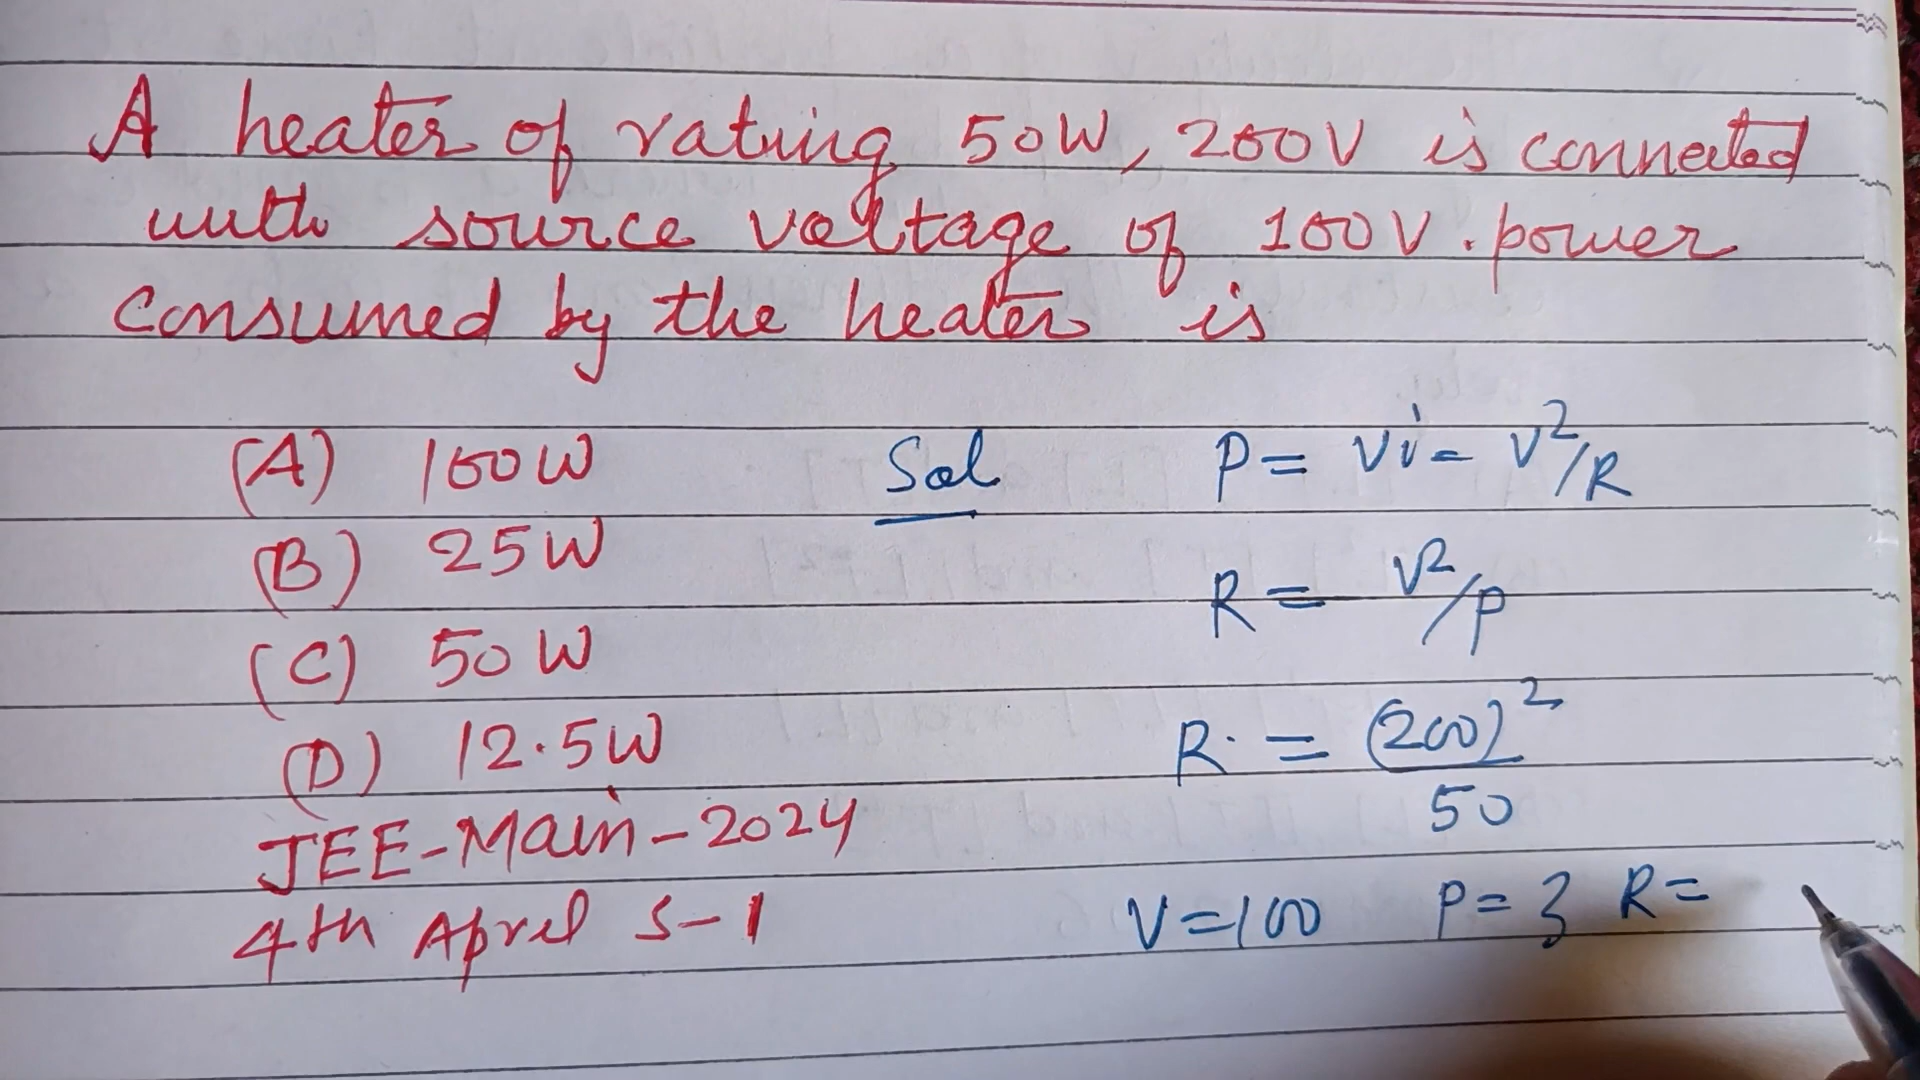 A heater of rating 50W, 200V is connected
with source voltage of 100V. power
consumed by the heater is
(A) 100W
(B) 25W
(C) 50W
(D) 12.5W
JEE-Main-2024
4th April S-1
Sol
P = Vi = V²/R
R = V²/P
R = (200)²
50
V=100 P=? R=